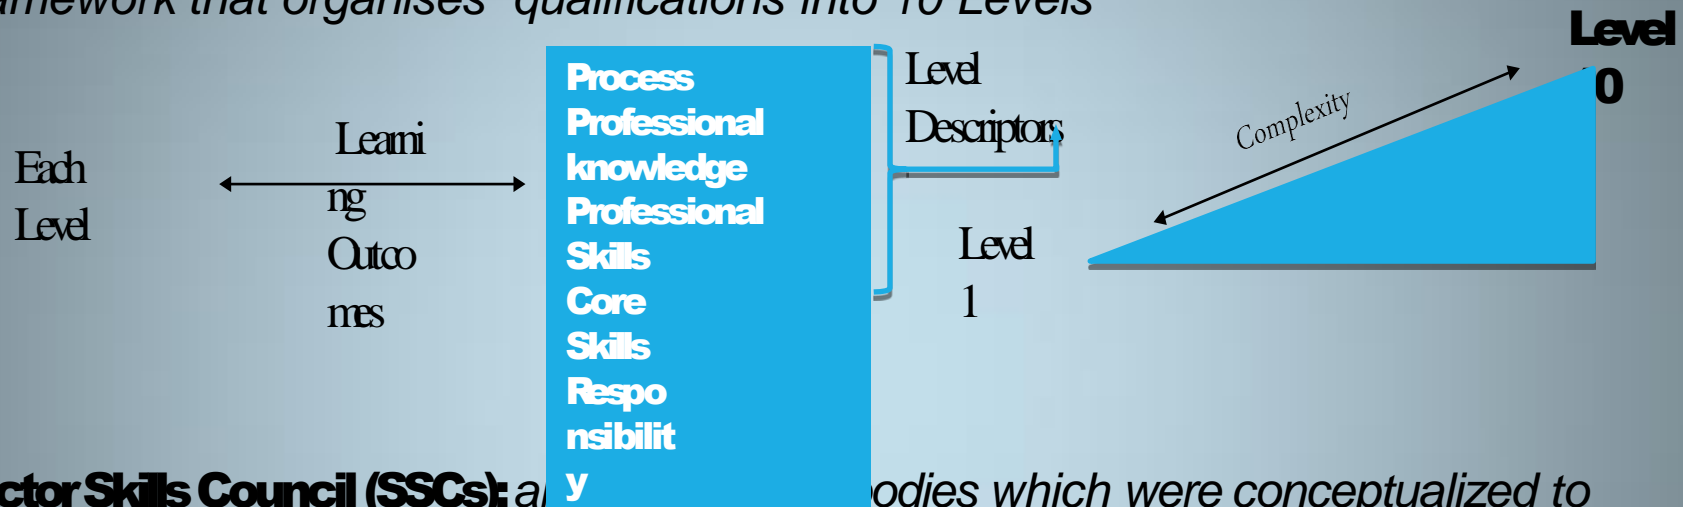 amework that organises qualifications into 10 Levels
Each
Level
Learni
ng
Outco
mes
Process
Professional
knowledge
Professional
Skills
Core
Skills
Respo
nsibilit
y
Level
Descriptors
Level
1
Complexity
Level
0
ctor Skills Council (SSCs): a odies which were conceptualized to